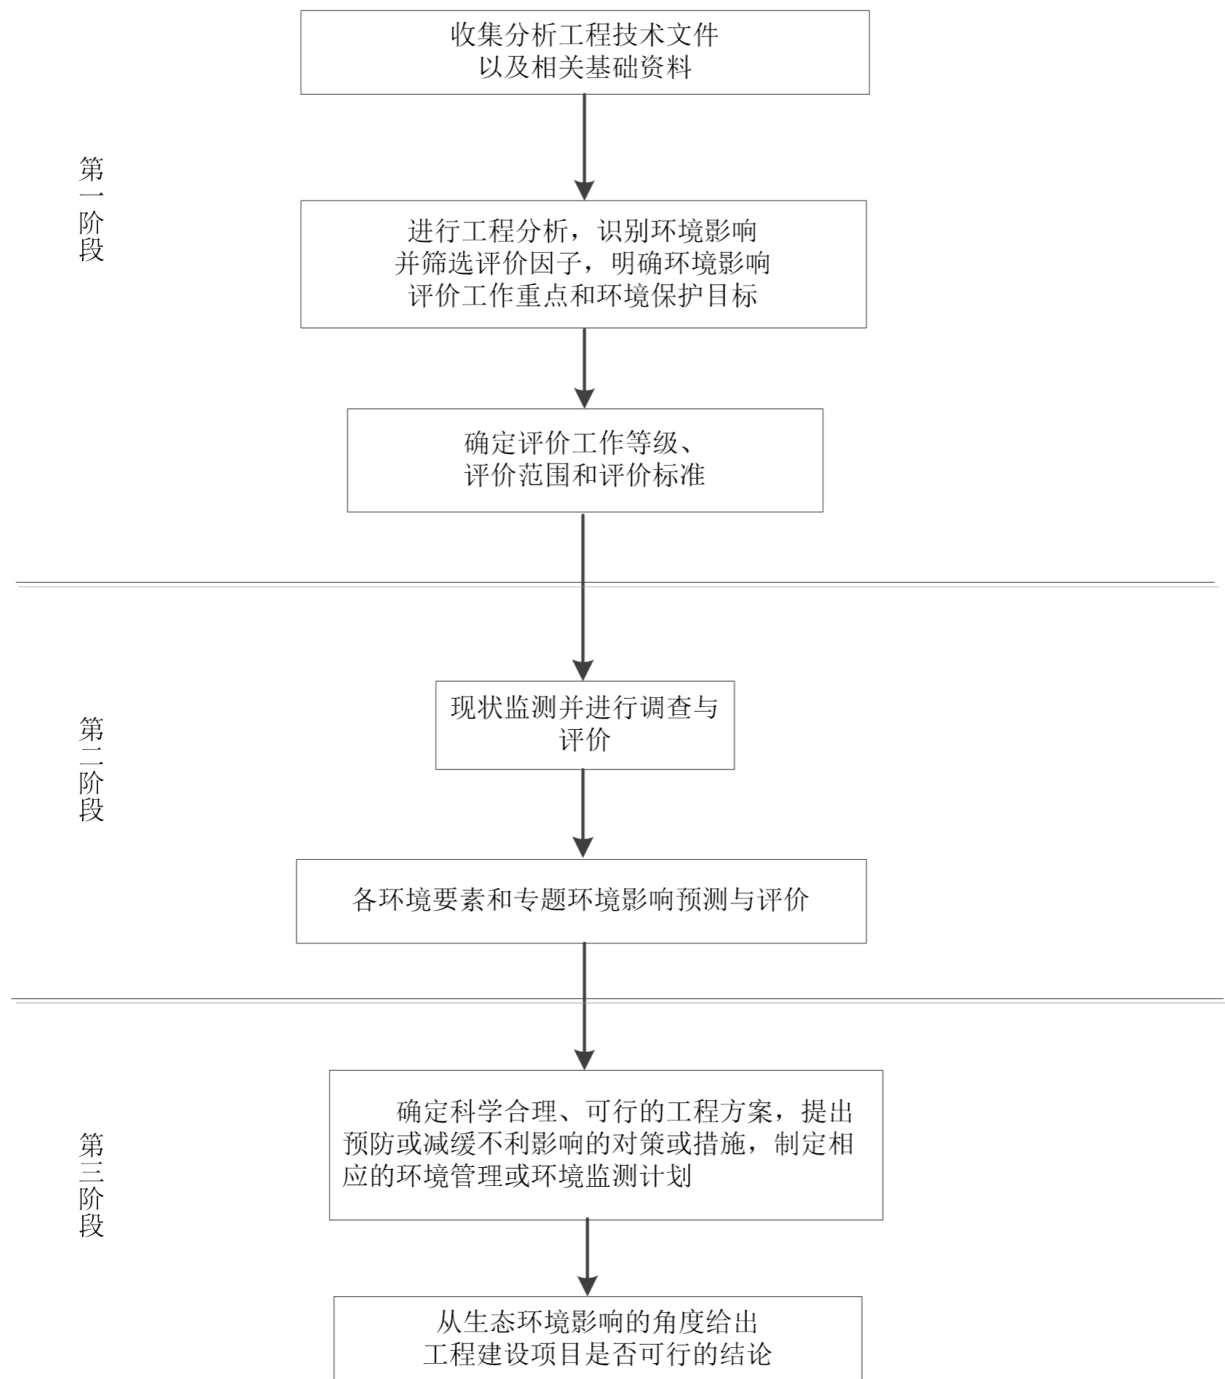 收集分析工程技术文件
以及相关基础资料
第一阶段
进行工程分析，识别环境影响
并筛选评价因子，明确环境影响
评价工作重点和环境保护目标
确定评价工作等级、
评价范围和评价标准
第二阶段
现状监测并进行调查与
评价
各环境要素和专题环境影响预测与评价
第三阶段
确定科学合理、可行的工程方案，提出
预防或减缓不利影响的对策或措施，制定相
应的环境管理或环境监测计划
从生态环境影响的角度给出
工程建设项目是否可行的结论